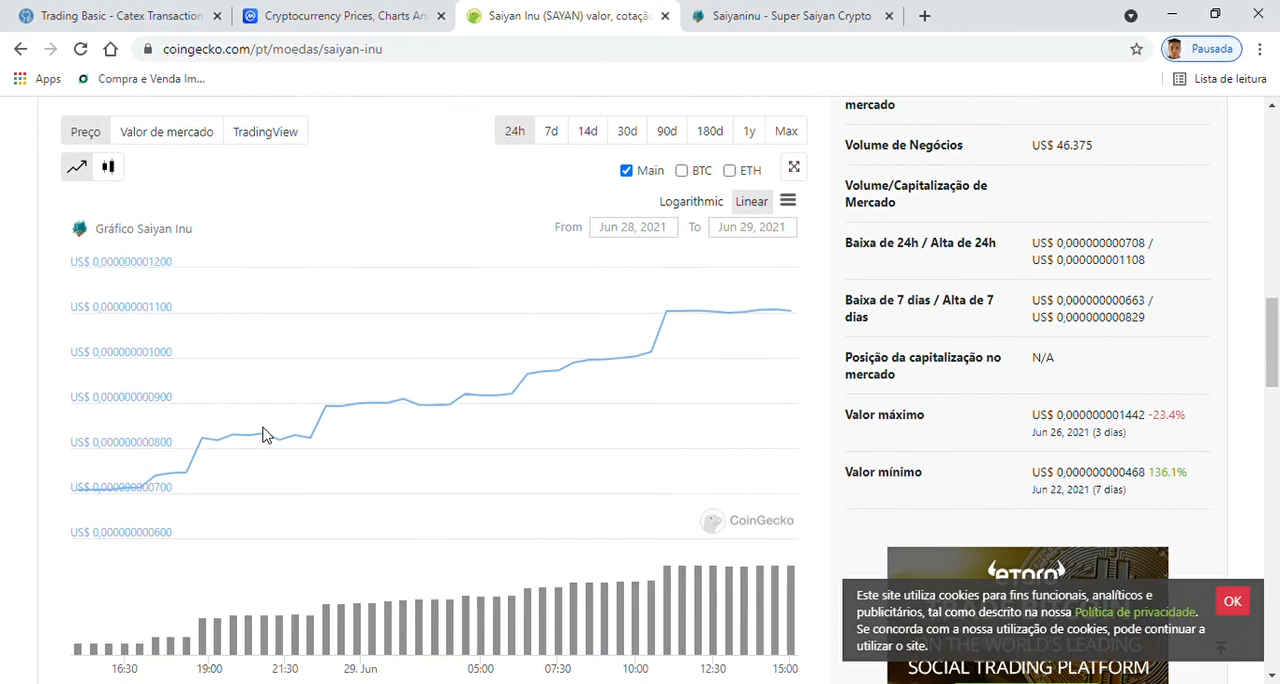 Trading Basic - Catex Transaction
Cryptocurrency Prices, Charts An
Saiyan Inu (SAYAN) valor, cotaçã
Saiyaninu - Super Saiyan Crypto
coingecko.com/pt/moedas/saiyan-inu
Pausada
Apps
Compra e Venda Im...
Lista de leitura
Preço
Valor de mercado
TradingView
24h
7d
14d
30d
90d
180d
1y
Max
Main
BTC
ETH
Logarithmic
Linear
Gráfico Saiyan Inu
From
Jun 28, 2021
To
Jun 29, 2021
US$ 0,000000001200
US$ 0,000000001100
US$ 0,000000001000
US$ 0,000000000900
US$ 0,000000000800
US$ 0,000000000700
US$ 0,000000000600
CoinGecko
16:30
19:00
21:30
29. Jun
05:00
07:30
10:00
12:30
15:00
mercado
Volume de Negócios
US$ 46.375
Volume/Capitalização de
Mercado
Baixa de 24h / Alta de 24h
US$ 0,000000000708 /
US$ 0,000000001108
Baixa de 7 dias / Alta de 7
dias
US$ 0,000000000663 /
US$ 0,000000000829
Posição da capitalização no
mercado
N/A
Valor máximo
US$ 0,000000001442 -23.4%
Jun 26, 2021 (3 dias)
Valor mínimo
US$ 0,000000000468 136.1%
Jun 22, 2021 (7 dias)
eToro
Este site utiliza cookies para fins funcionais, analíticos e
publicitários, tal como descrito na nossa Política de privacidade.
Se concorda com a nossa utilização de cookies, pode continuar a
utilizar o site.
OK
ON THE WORLD'S LEADING
SOCIAL TRADING PLATFORM